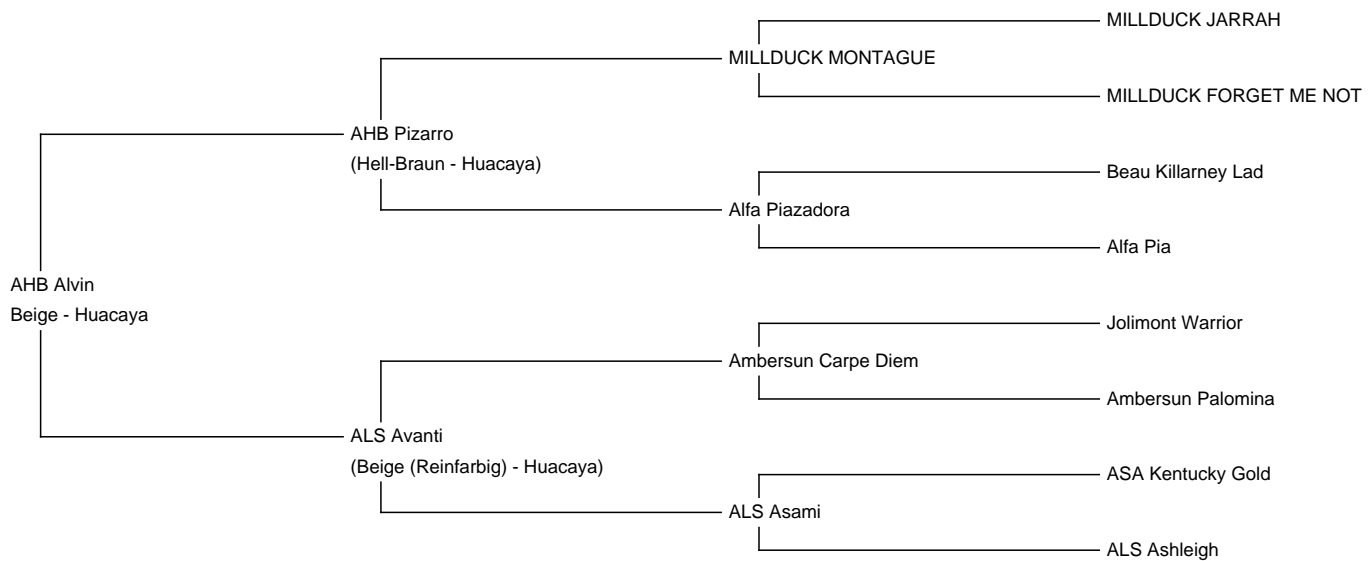 MILLDUCK JARRAH
MILLDUCK MONTAGUE
MILLDUCK FORGET ME NOT
AHB Pizarro
(Hell-Braun - Huacaya)
Beau Killarney Lad
Alfa Piazadora
Alfa Pia
AHB Alvin
Beige - Huacaya
Jolimont Warrior
Ambersun Carpe Diem
Ambersun Palomina
ALS Avanti
(Beige (Reinfarbig) - Huacaya)
ASA Kentucky Gold
ALS Asami
ALS Ashleigh